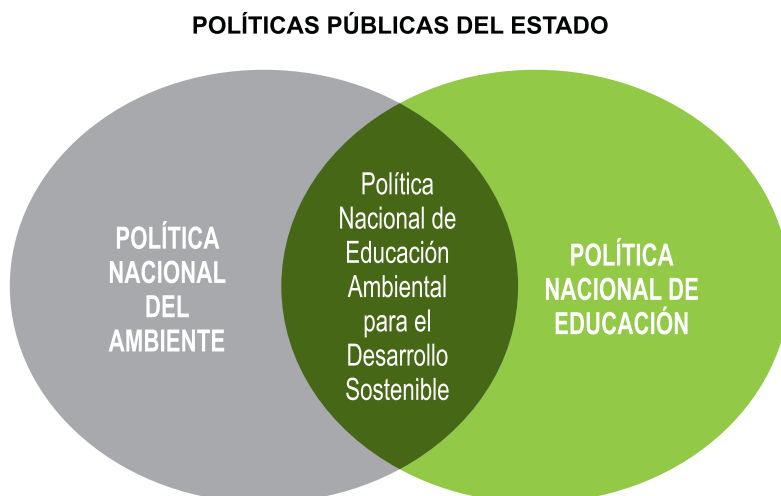 POLÍTICAS PÚBLICAS DEL ESTADO
POLÍTICA
NACIONAL
DEL
AMBIENTE
Política
Nacional de
Educación
Ambiental
para el
Desarrollo
Sostenible
POLÍTICA
NACIONAL DE
EDUCACIÓN